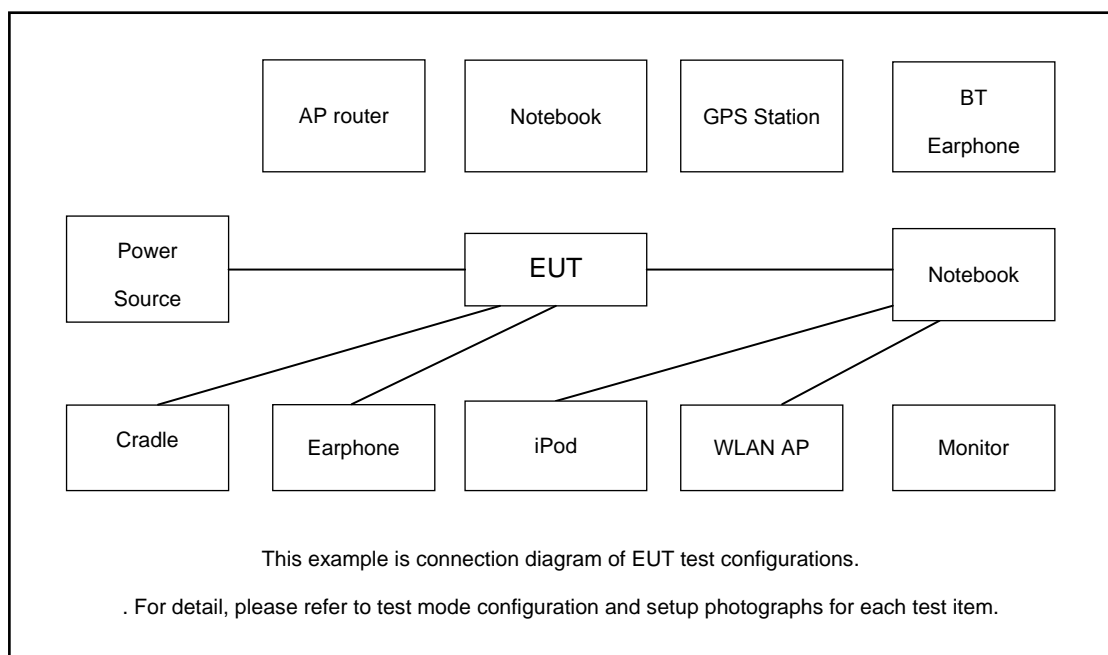 AP router
Notebook
GPS Station
BT
Earphone
Power
Source
EUT
Notebook
Cradle
Earphone
iPod
WLAN AP
Monitor
This example is connection diagram of EUT test configurations.
. For detail, please refer to test mode configuration and setup photographs for each test item.